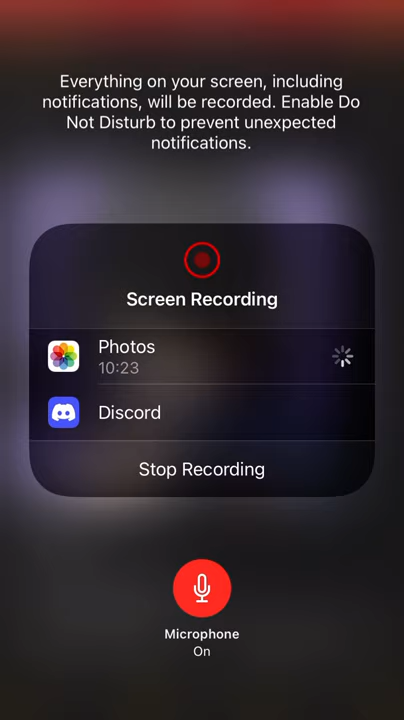 Everything on your screen, including
notifications, will be recorded. Enable Do
Not Disturb to prevent unexpected
notifications.
Screen Recording
Photos
10:23
Discord
Stop Recording
Microphone
On